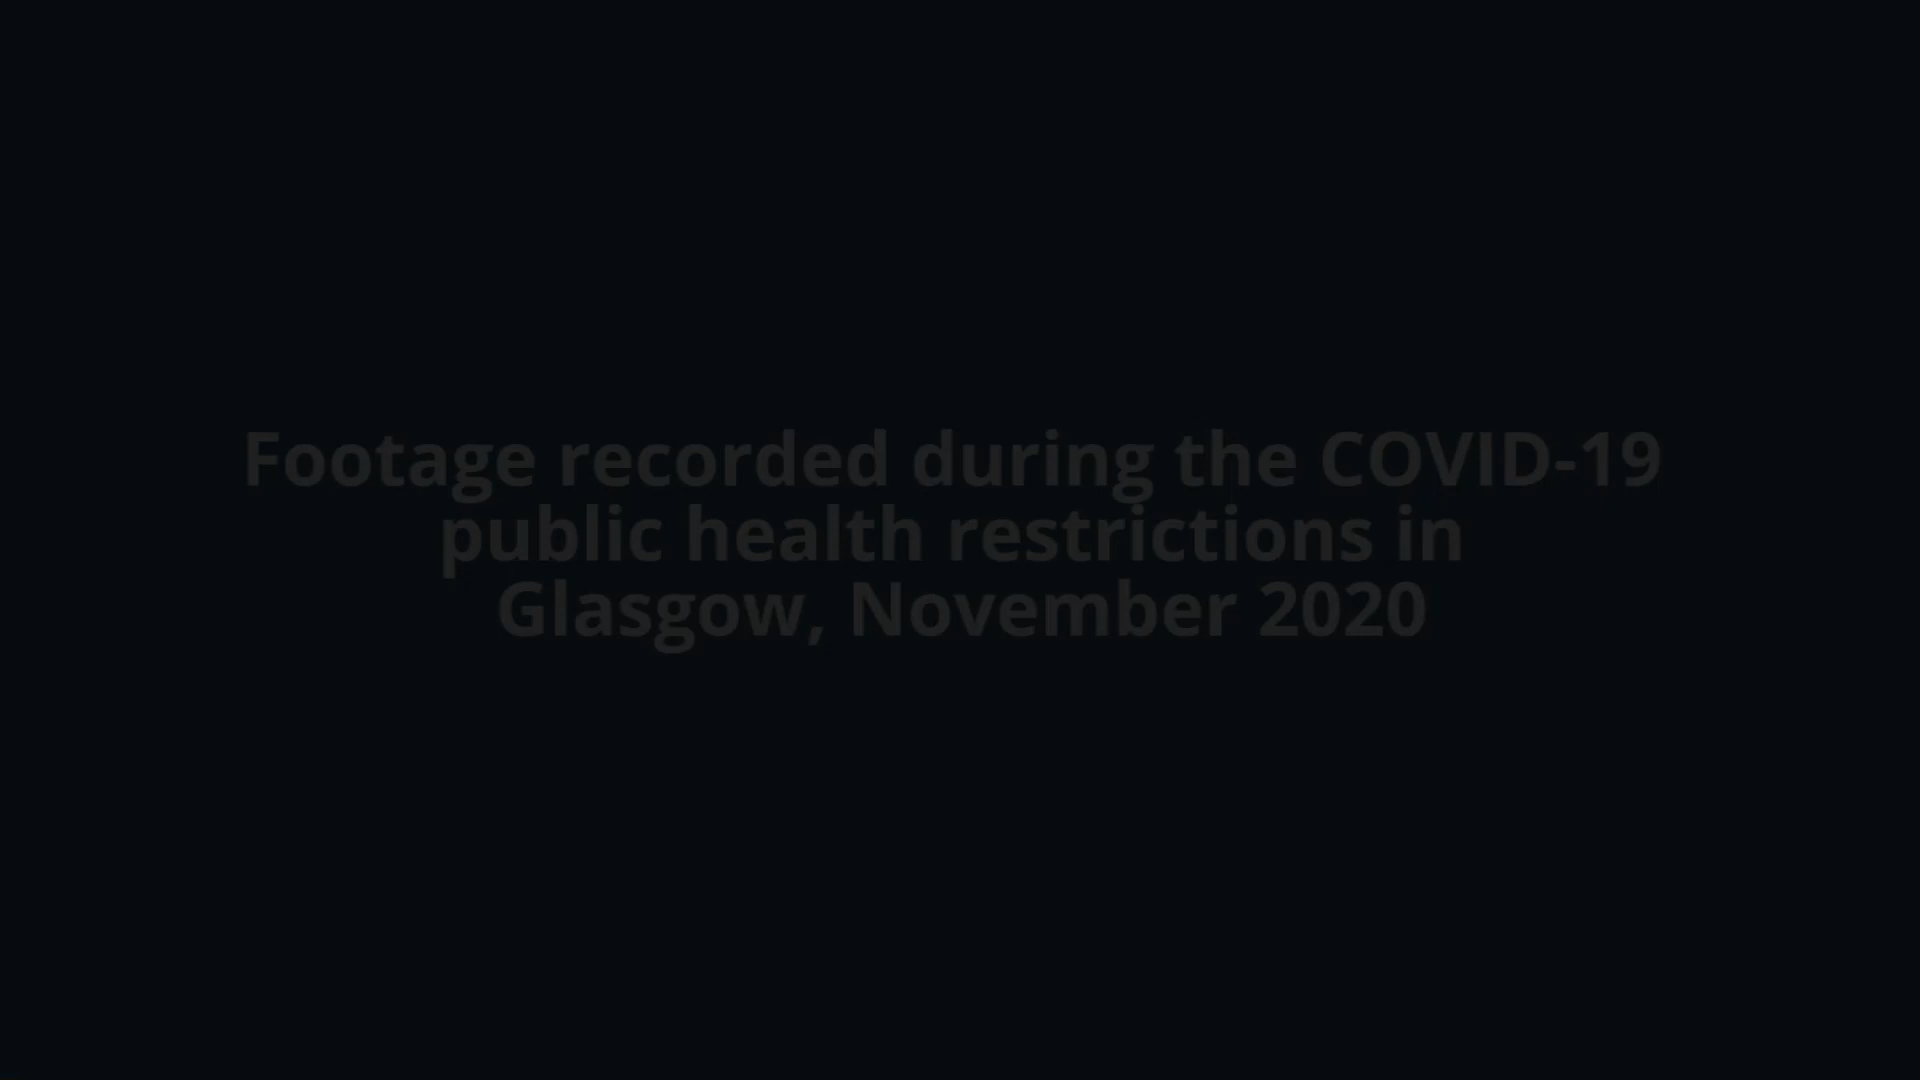 Footage recorded during the COVID-19
public health restrictions in
Glasgow, November 2020